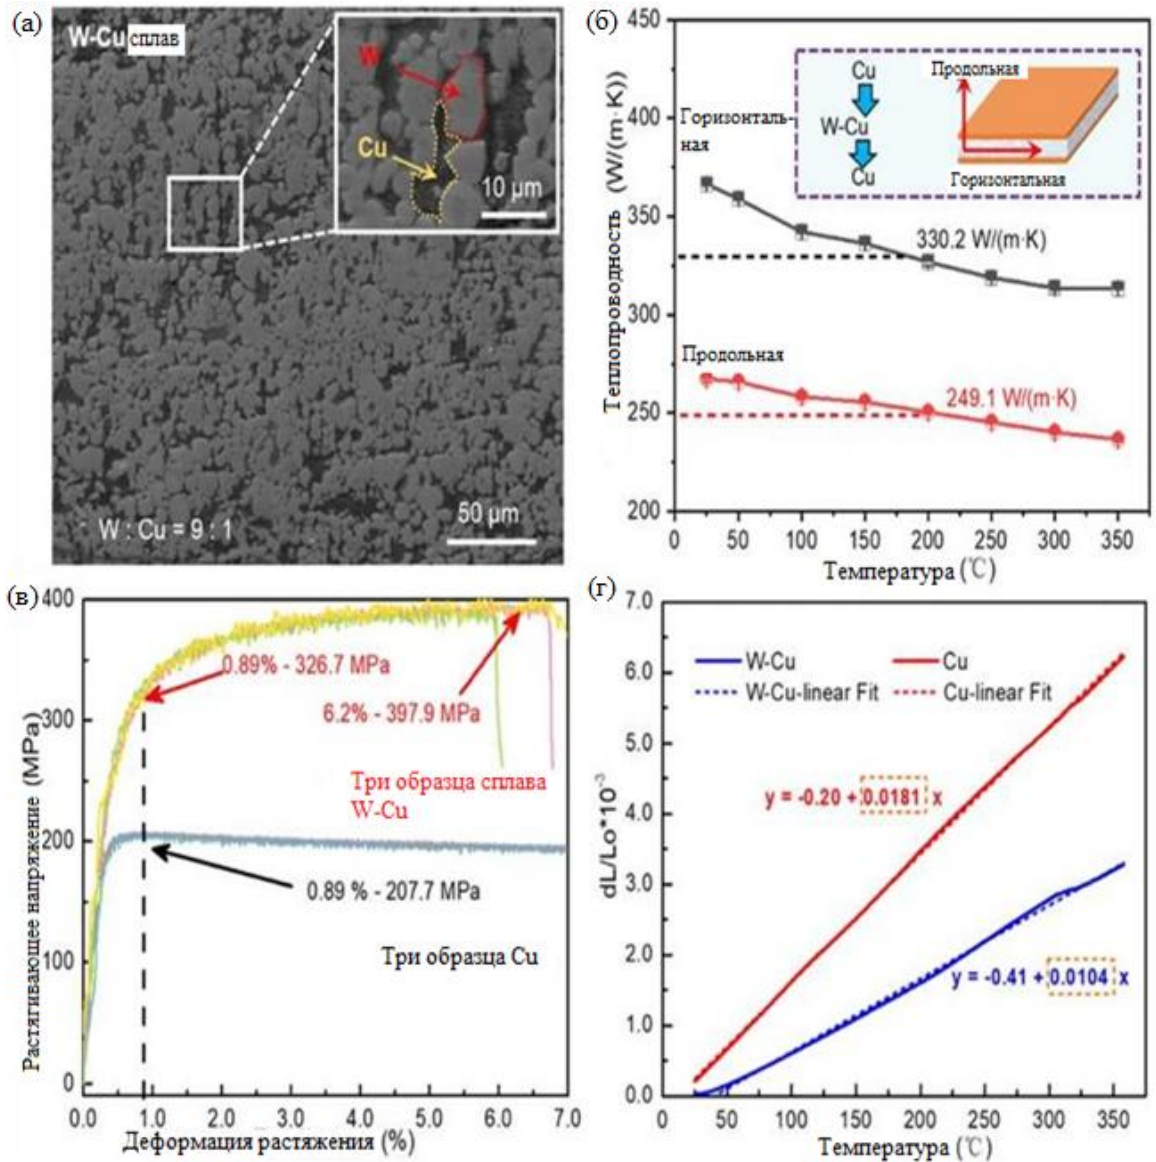 (а)
W-Cu сплав
W
Cu
10 µm
W : Cu = 9 : 1
50 µm
(б)
Теплопроводность (W/(m·K))
450
400
350
300
250
200
Горизонталь-
ная
Cu
W-Cu
Cu
Продольная
Горизонтальная
330.2 W/(m·K)
Продольная
249.1 W/(m·K)
0 50 100 150 200 250 300 350
Температура (℃)
(в)
Растягивающее напряжение (MPa)
400
300
200
100
0
0.89% - 326.7 MPa
6.2% - 397.9 MPa
Три образца сплава
W-Cu
0.89 % - 207.7 MPa
Три образца Cu
0.0 1.0 2.0 3.0 4.0 5.0 6.0 7.0
Деформация растяжения (%)
(г)
dL/Lo*10⁻³
7.0
6.0
5.0
4.0
3.0
2.0
1.0
0.0
W-Cu Cu
W-Cu-linear Fit Cu-linear Fit
y = -0.20 + 0.0181 x
y = -0.41 + 0.0104 x
0 50 100 150 200 250 300 350
Температура (℃)